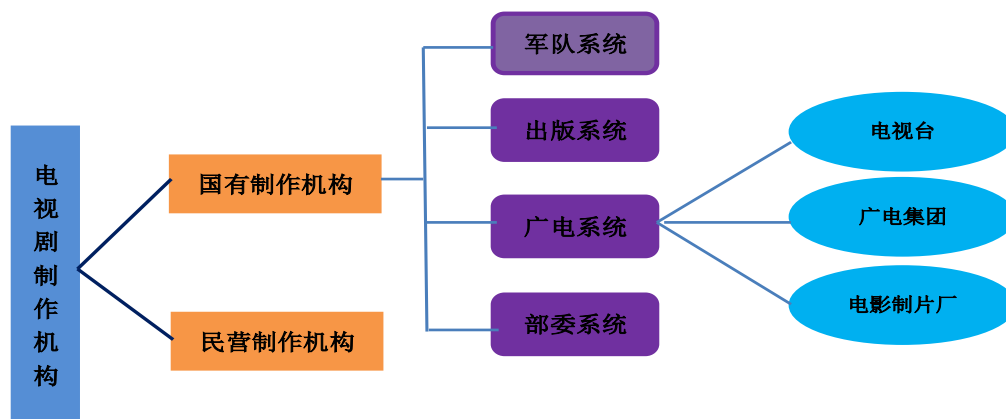 电视剧制作机构
国有制作机构
民营制作机构
军队系统
出版系统
广电系统
部委系统
电视台
广电集团
电影制片厂